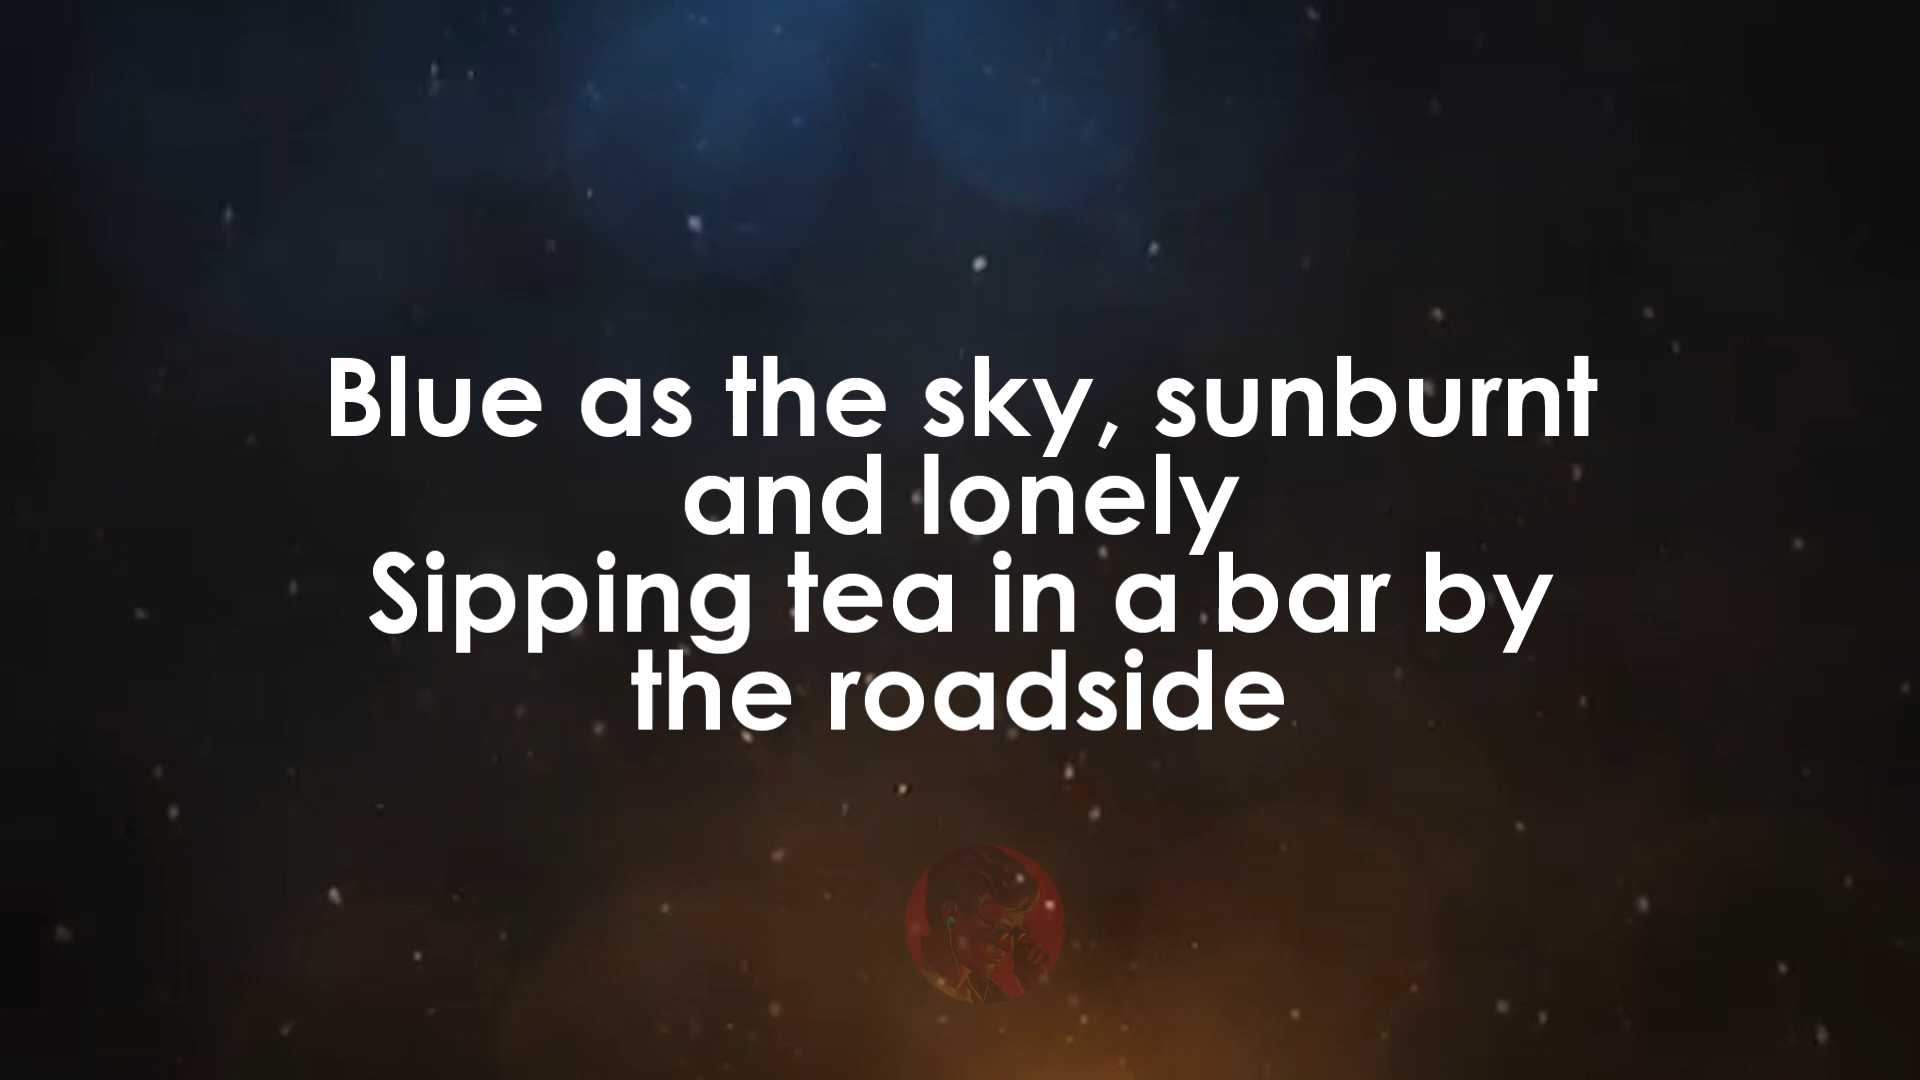 Blue as the sky, sunburnt
and lonely
Sipping tea in a bar by
the roadside